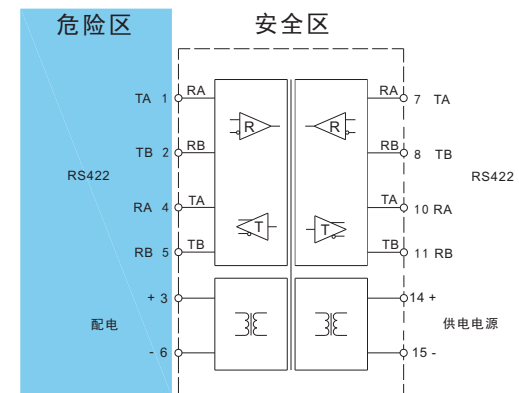 危险区 安全区
TA 1 RA RA 7 TA
R R
TB 2 RB RB 8 TB
RS422 RS422
RA 4 TA TA 10 RA
T T
RB 5 TB TB 11 RB
+ 3 14 +
配电 供电电源
- 6 15 -